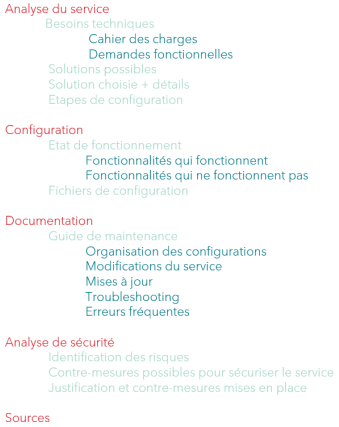 Analyse du service
Besoins techniques
Cahier des charges
Demandes fonctionnelles
Solutions possibles
Solution choisie + détails
Etapes de configuration
Configuration
Etat de fonctionnement
Fonctionnalités qui fonctionnent
Fonctionnalités qui ne fonctionnent pas
Fichiers de configuration
Documentation
Guide de maintenance
Organisation des configurations
Modifications du service
Mises à jour
Troubleshooting
Erreurs fréquentes
Analyse de sécurité
Identification des risques
Contre-mesures possibles pour sécuriser le service
Justification et contre-mesures mises en place
Sources